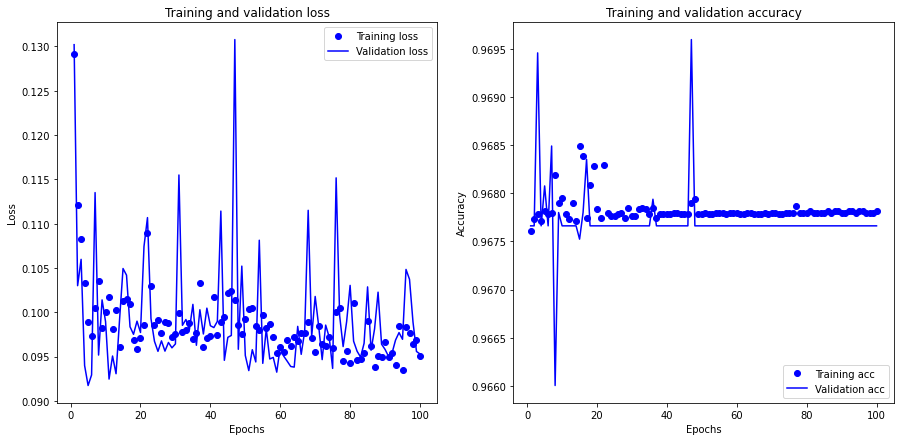 Training and validation loss
Training loss
Validation loss
0.130
0.125
0.120
0.115
0.110
0.105
0.100
0.095
0.090
Loss
0 20 40 60 80 100
Epochs
Training and validation accuracy
0.9695
0.9690
0.9685
0.9680
0.9675
0.9670
0.9665
0.9660
Accuracy
Training acc
Validation acc
0 20 40 60 80 100
Epochs